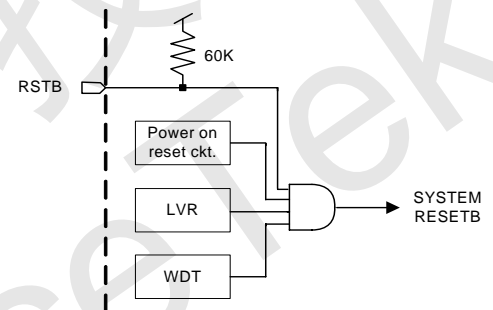 60K
RSTB
Power on
reset ckt.
LVR
SYSTEM
RESETB
WDT